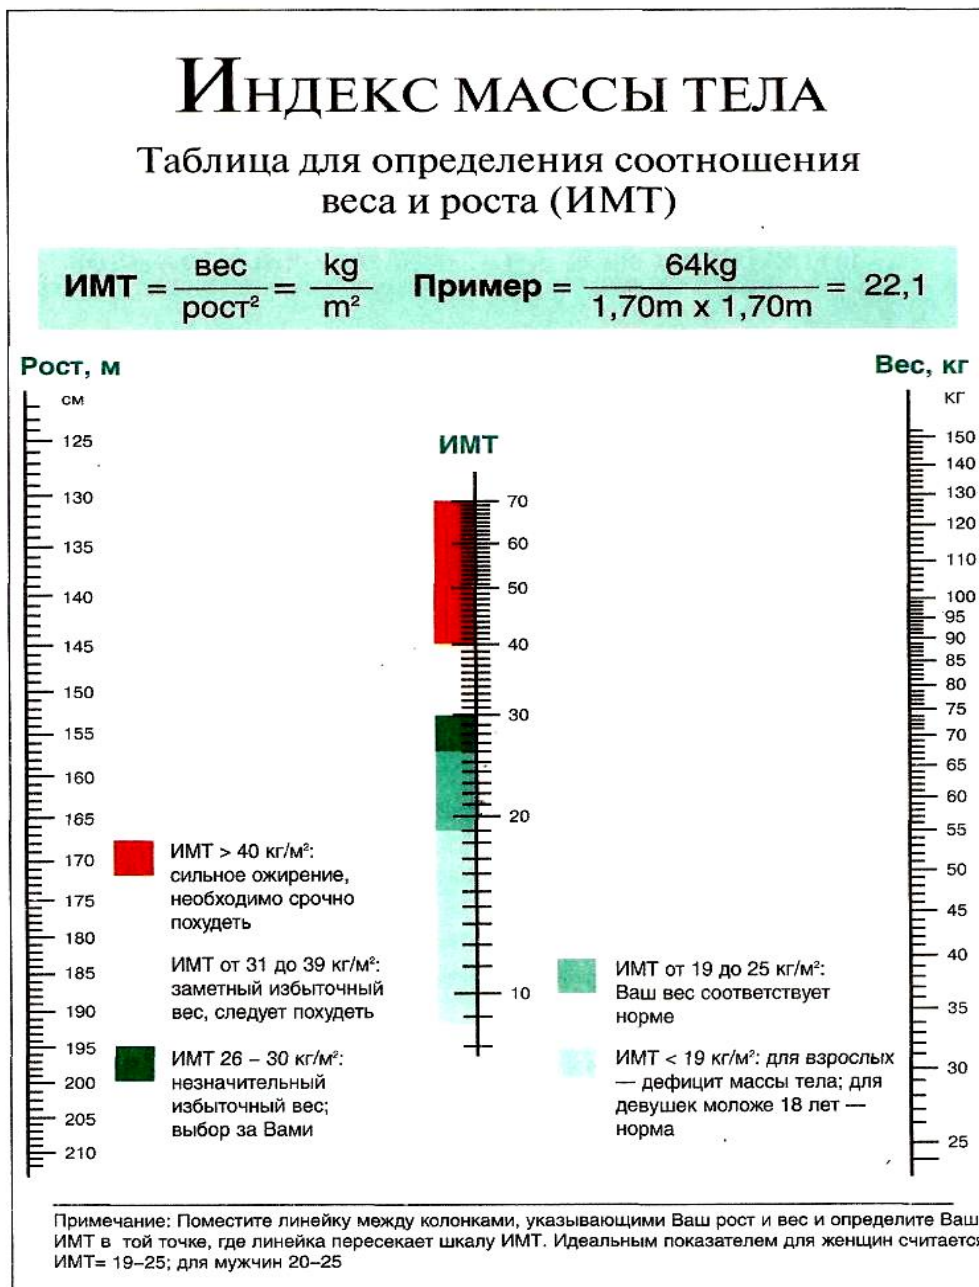 Индекс массы тела
Таблица для определения соотношения
веса и роста (ИМТ)
ИМТ = вес / рост² = kg / m² Пример = 64kg / 1,70m x 1,70m = 22,1
Рост, м
см
125
130
135
140
145
150
155
160
165
170
175
180
185
190
195
200
205
210
ИМТ
70
60
50
40
30
20
10
Вес, кг
кг
150
140
130
120
110
100
95
90
85
80
75
70
65
60
55
50
45
40
35
30
25
ИМТ > 40 кг/м²:
сильное ожирение,
необходимо срочно
похудеть
ИМТ от 31 до 39 кг/м²:
заметный избыточный
вес, следует похудеть
ИМТ 26 – 30 кг/м²:
незначительный
избыточный вес;
выбор за Вами
ИМТ от 19 до 25 кг/м²:
Ваш вес соответствует
норме
ИМТ < 19 кг/м²: для взрослых
— дефицит массы тела; для
девушек моложе 18 лет —
норма
Примечание: Поместите линейку между колонками, указывающими Ваш рост и вес и определите Ваш
ИМТ в той точке, где линейка пересекает шкалу ИМТ. Идеальным показателем для женщин считается
ИМТ= 19–25; для мужчин 20–25